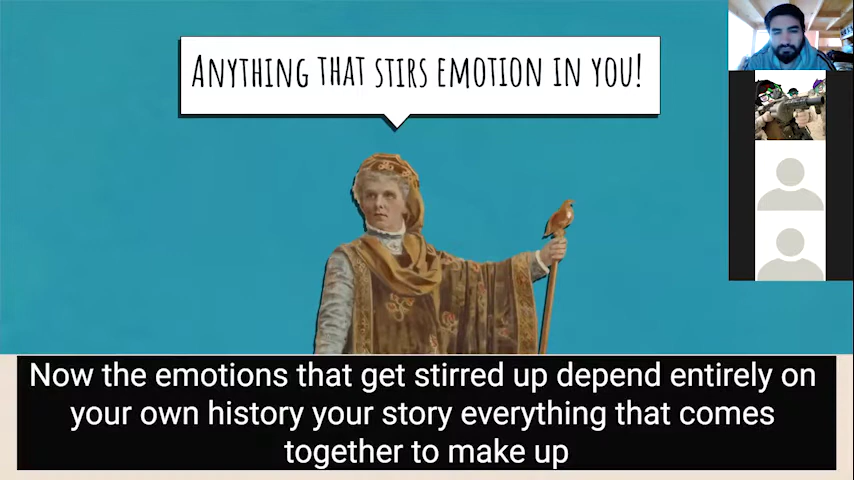 ANYTHING THAT STIRS EMOTION IN YOU!
Now the emotions that get stirred up depend entirely on
your own history your story everything that comes
together to make up